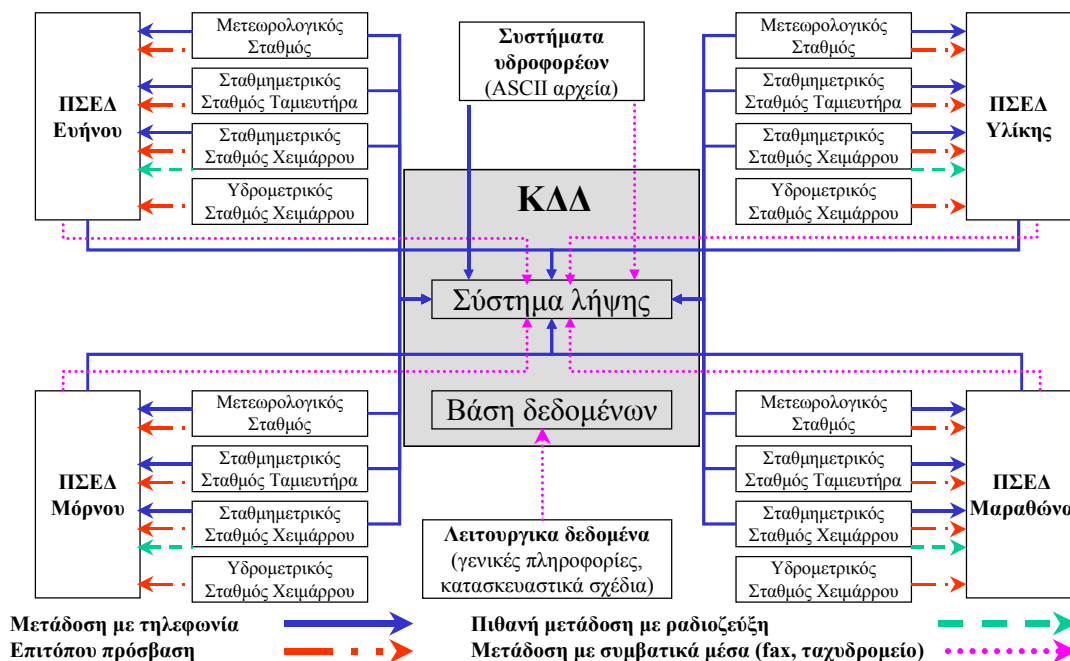 ΠΣΕΔ
Ευήνου
Μετεωρολογικός
Σταθμός
Σταθμημετρικός
Σταθμός Ταμιευτήρα
Σταθμημετρικός
Σταθμός Χειμάρρου
Υδρομετρικός
Σταθμός Χειμάρρου
Συστήματα
υδροφορέων
(ASCII αρχεία)
Μετεωρολογικός
Σταθμός
Σταθμημετρικός
Σταθμός Ταμιευτήρα
Σταθμημετρικός
Σταθμός Χειμάρρου
Υδρομετρικός
Σταθμός Χειμάρρου
ΠΣΕΔ
Υλίκης
ΚΔΔ
Σύστημα λήψης
Βάση δεδομένων
ΠΣΕΔ
Μόρνου
Μετεωρολογικός
Σταθμός
Σταθμημετρικός
Σταθμός Ταμιευτήρα
Σταθμημετρικός
Σταθμός Χειμάρρου
Υδρομετρικός
Σταθμός Χειμάρρου
Λειτουργικα δεδομένα
(γενικές πληροφορίες,
κατασκευαστικά σχέδια)
Μετεωρολογικός
Σταθμός
Σταθμημετρικός
Σταθμός Ταμιευτήρα
Σταθμημετρικός
Σταθμός Χειμάρρου
Υδρομετρικός
Σταθμός Χειμάρρου
ΠΣΕΔ
Μαραθώνα
Μετάδοση με τηλεφωνία
Πιθανή μετάδοση με ραδιοζεύξη
Επιτόπου πρόσβαση
Μετάδοση με συμβατικά μέσα (fax, ταχυδρομείο)